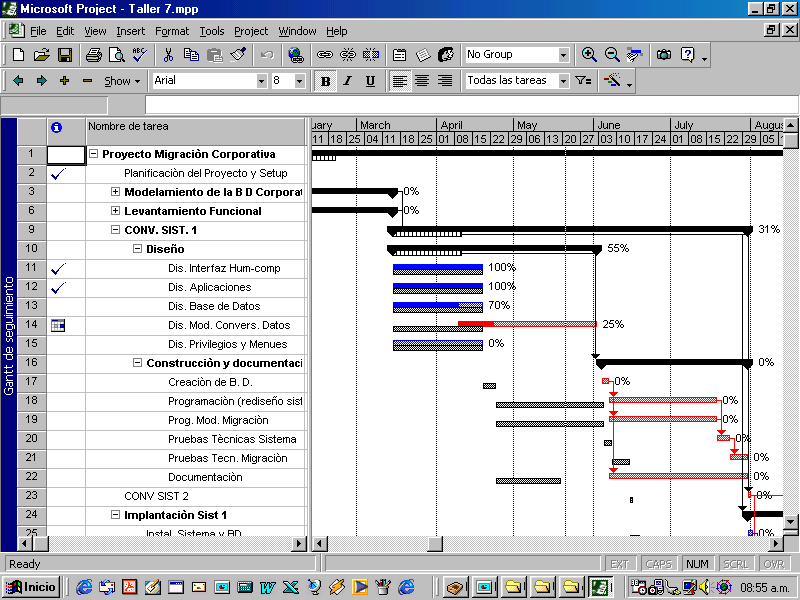 Microsoft Project - Taller 7.mpp
File Edit View Insert Format Tools Project Window Help
No Group
Show Arial 8 B I U Todas las tareas
Nombre de tarea
uary March April May June July Augus
11 18 25 04 11 18 25 01 08 15 22 29 06 13 20 27 03 10 17 24 01 08 15 22 29 05
1 Proyecto Migraciòn Corporativa
2 Planificaciòn del Proyecto y Setup
3 Modelamiento de la B D Corporat 0%
6 Levantamiento Funcional 0%
9 CONV. SIST. 1 31%
10 Diseño 55%
11 Dis. Interfaz Hum-comp 100%
12 Dis. Aplicaciones 100%
13 Dis. Base de Datos 70%
14 Dis. Mod. Convers. Datos 25%
15 Dis. Privilegios y Menues 0%
16 Construcciòn y documentaci 0%
17 Creaciòn de B. D. 0%
18 Programaciòn (rediseño sist 0%
19 Prog. Mod. Migraciòn 0%
20 Pruebas Tècnicas Sistema 0%
21 Pruebas Tecn. Migraciòn 0%
22 Documentaciòn 0%
23 CONV SIST 2 0%
24 Implantaciòn Sist 1
25 Instal. Sistema y BD 0%
Gantt de seguimiento
Ready EXT CAPS NUM SCRL OVR
Inicio 08:55 a.m.